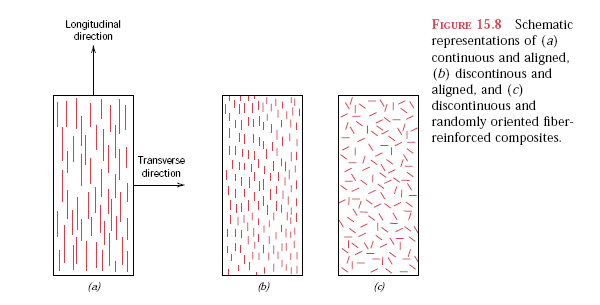 Longitudinal
direction
Transverse
direction
(a)
(b)
(c)
FIGURE 15.8 Schematic
representations of (a)
continuous and aligned,
(b) discontinous and
aligned, and (c)
discontinuous and
randomly oriented fiber-
reinforced composites.